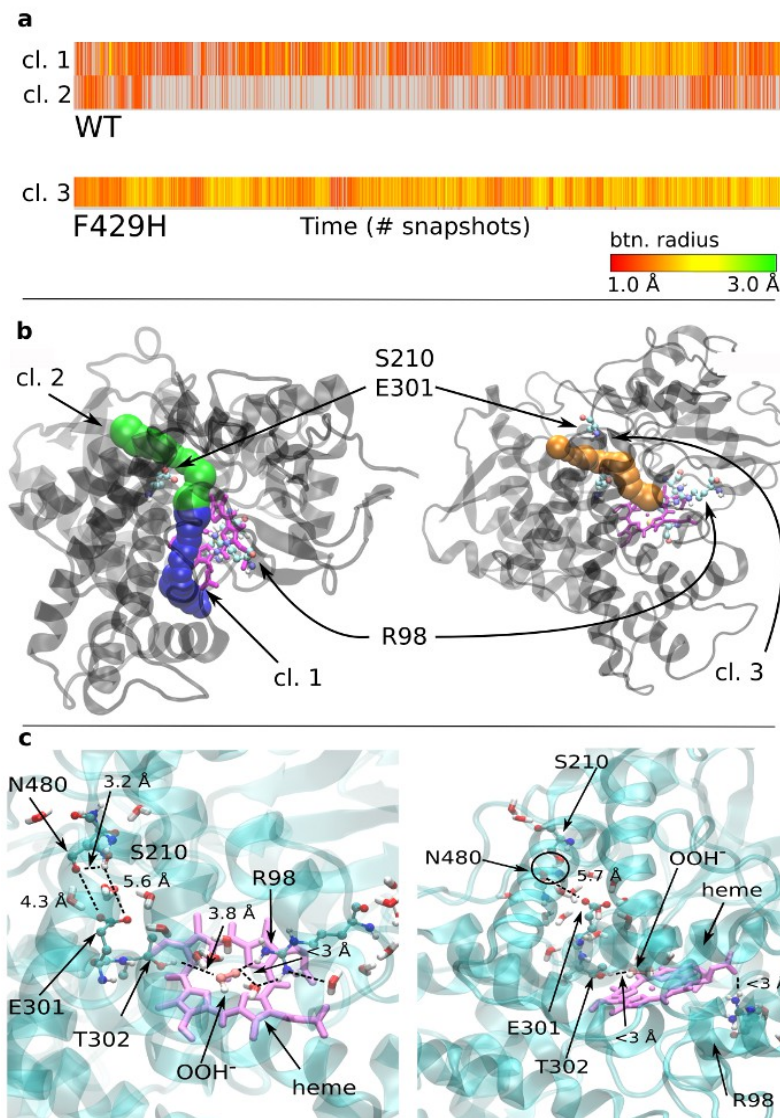 a
cl. 1
cl. 2
WT
cl. 3
F429H
Time (# snapshots)
btn. radius
1.0 Å
3.0 Å
b
cl. 2
S210
E301
R98
cl. 1
cl. 3
c
N480
3.2 Å
S210
4.3 Å
5.6 Å
R98
3.8 Å
<3 Å
E301
T302
OOH⁻
heme
S210
N480
5.7 Å
OOH⁻
heme
E301
T302
<3 Å
<3 Å
R98